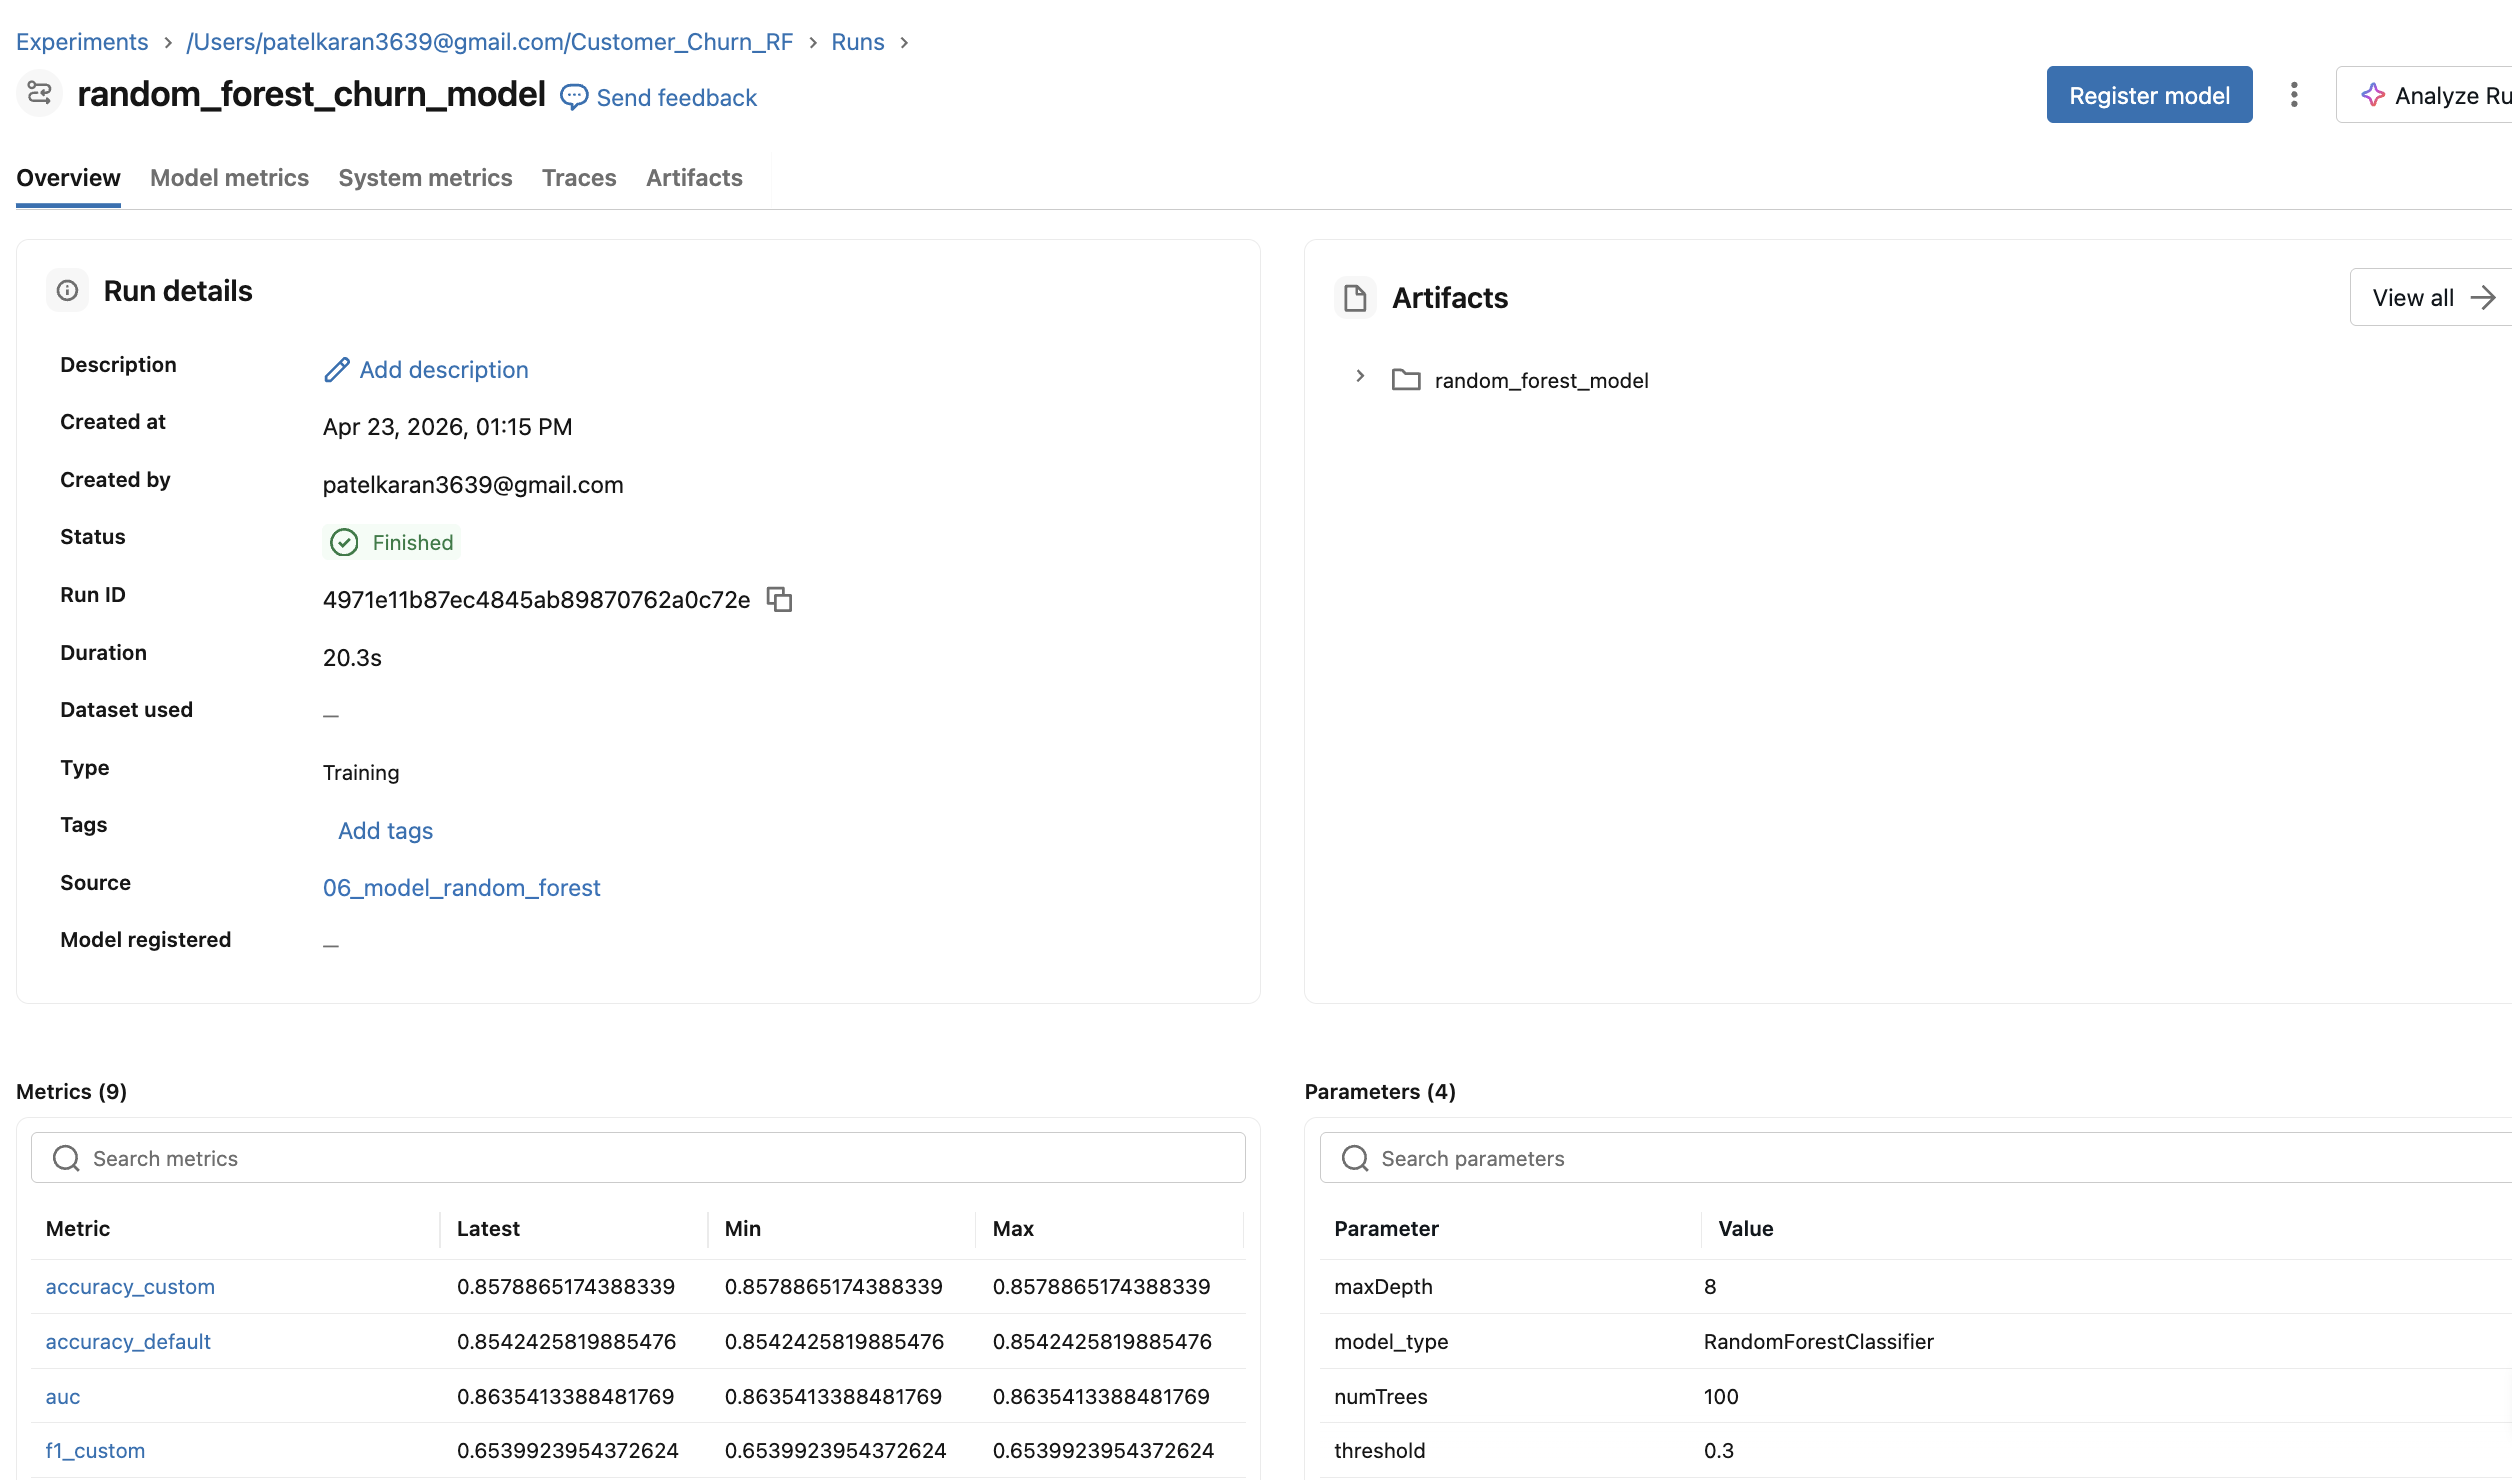 Experiments > /Users/patelkaran3639@gmail.com/Customer_Churn_RF > Runs >
random_forest_churn_model Send feedback
Register model
Analyze Ru
Overview Model metrics System metrics Traces Artifacts
Run details
Description Add description
Created at Apr 23, 2026, 01:15 PM
Created by patelkaran3639@gmail.com
Status Finished
Run ID 4971e11b87ec4845ab89870762a0c72e
Duration 20.3s
Dataset used —
Type Training
Tags Add tags
Source 06_model_random_forest
Model registered —
Artifacts
View all
random_forest_model
Metrics (9)
Search metrics
Metric Latest Min Max
accuracy_custom 0.8578865174388339 0.8578865174388339 0.8578865174388339
accuracy_default 0.8542425819885476 0.8542425819885476 0.8542425819885476
auc 0.8635413388481769 0.8635413388481769 0.8635413388481769
f1_custom 0.6539923954372624 0.6539923954372624 0.6539923954372624
Parameters (4)
Search parameters
Parameter Value
maxDepth 8
model_type RandomForestClassifier
numTrees 100
threshold 0.3